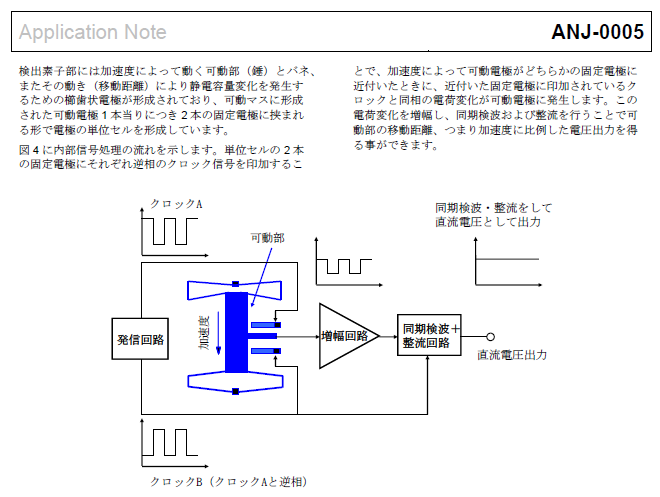 Application Note
ANJ-0005
検出素子部には加速度によって動く可動部（錘）とバネ、
またその動き（移動距離）により静電容量変化を発生す
るための櫛歯状電極が形成されており、可動マスに形成
された可動電極１本当りにつき２本の固定電極に挟まれ
る形で電極の単位セルを形成しています。
図４に内部信号処理の流れを示します。単位セルの２本
の固定電極にそれぞれ逆相のクロック信号を印加するこ
とで、加速度によって可動電極がどちらかの固定電極に
近付いたときに、近付いた固定電極に印加されているク
ロックと同相の電荷変化が可動電極に発生します。この
電荷変化を増幅し、同期検波および整流を行うことで可
動部の移動距離、つまり加速度に比例した電圧出力を得
る事ができます。
クロックA
同期検波・整流をして
直流電圧として出力
可動部
発信回路
加速度
増幅回路
同期検波＋
整流回路
直流電圧出力
クロックB（クロックAと逆相）